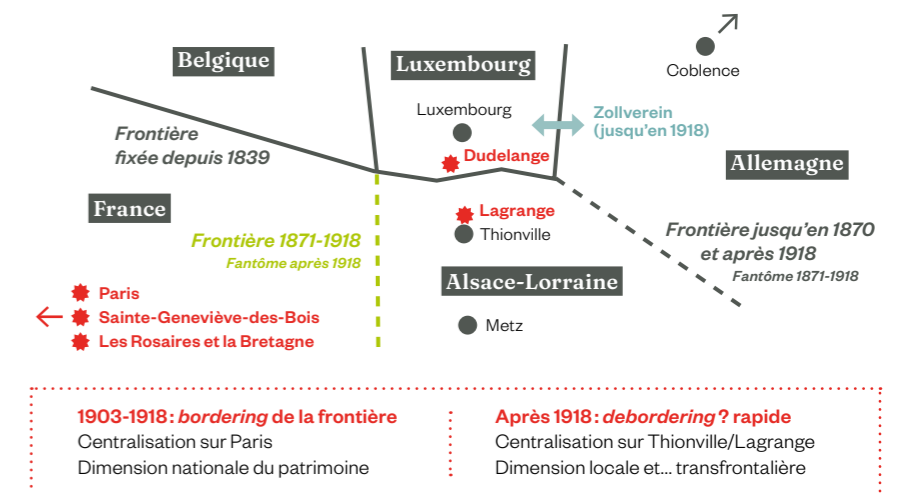 Belgique
Luxembourg
Coblence
Luxembourg
Zollverein
(jusqu'en 1918)
Frontière
fixée depuis 1839
Dudelange
Allemagne
France
Lagrange
Thionville
Frontière 1871-1918
Fantôme après 1918
Frontière jusqu'en 1870
et après 1918
Fantôme 1871-1918
Alsace-Lorraine
Paris
Sainte-Geneviève-des-Bois
Les Rosaires et la Bretagne
Metz
1903-1918 : bordering de la frontière
Centralisation sur Paris
Dimension nationale du patrimoine
Après 1918 : debordering ? rapide
Centralisation sur Thionville/Lagrange
Dimension locale et... transfrontalière